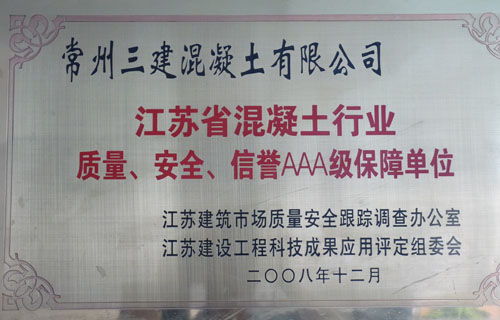 常州三建混凝土有限公司
江苏省混凝土行业
质量、安全、信誉AAA级保障单位
江苏建筑市场质量安全跟踪调查办公室
江苏建设工程科技成果应用评定组委会
二〇〇八年十二月